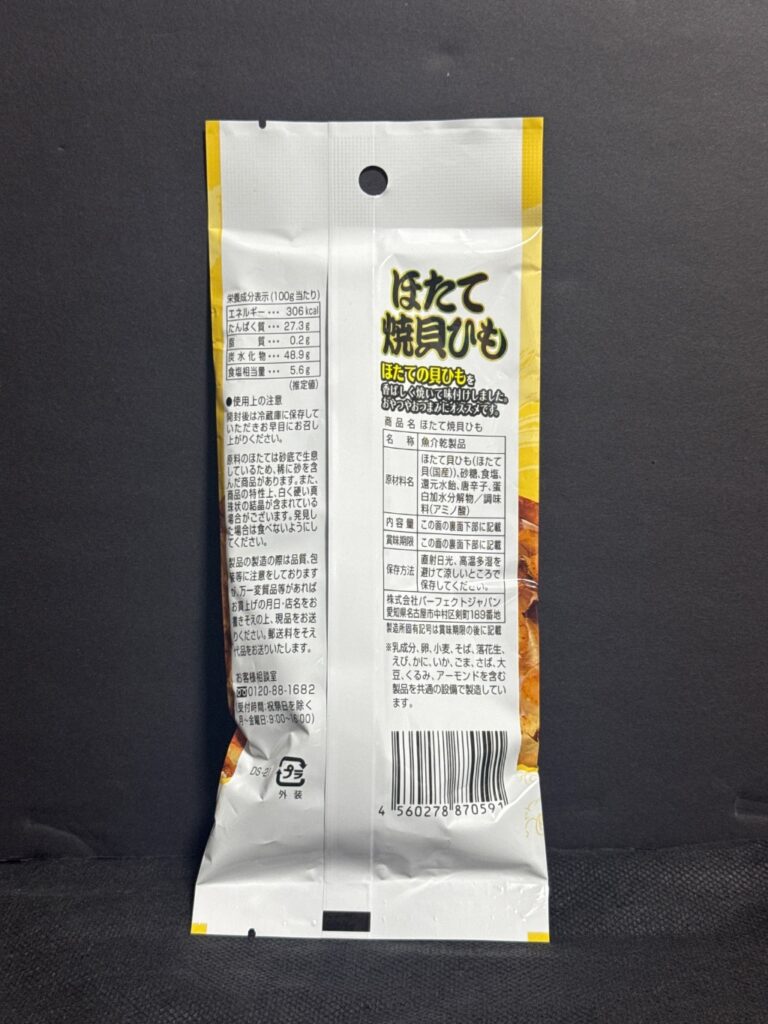 栄養成分表示(100g当たり)
エネルギー… 306kcal
たんぱく質… 27.3g
脂質… 0.2g
炭水化物… 48.9g
食塩相当量… 5.6g
(推定値)
●使用上の注意
開封後は冷蔵庫に保存して
いただきお早目にお召し
上がりください。
原料のほたては砂底で生息
しているため、稀に砂を含
んだ商品があります。また、
商品の特性上、白く硬い真
珠状の結晶が含まれている
場合がございます。発見し
た場合は食べないようにし
てください。
製品の製造の際は品質、包
装等に注意をしております
が、万一変質品等があれば
お買上げの月日・店名をお
書きそえの上、現品をお送
りください。郵送料をそえ
代品をお送りいたします。
お客様相談室
0120-88-1682
(受付時間:祝祭日を除く
月~金曜日:9:00~16:00)
DS-2
プラ
外装
ほたて
焼貝ひも
ほたての貝ひもを
香ばしく焼いて味付けしました。
おやつやおつまみにオススメです。
商品名 ほたて焼貝ひも
名称 魚介乾製品
原材料名 ほたて貝ひも(ほたて
貝(国産))、砂糖、食塩、
還元水飴、唐辛子、蛋
白加水分解物/調味
料(アミノ酸)
内容量 この面の裏面下部に記載
賞味期限 この面の裏面下部に記載
保存方法 直射日光、高温多湿を
避けて涼しいところで
保存してください。
株式会社パーフェクトジャパン
愛知県名古屋市中村区剣町189番地
製造所固有記号は賞味期限の後に記載
※乳成分、卵、小麦、そば、落花生、
えび、かに、いか、ごま、さば、大
豆、くるみ、アーモンドを含む
製品を共通の設備で製造してい
ます。
4 560278 870591